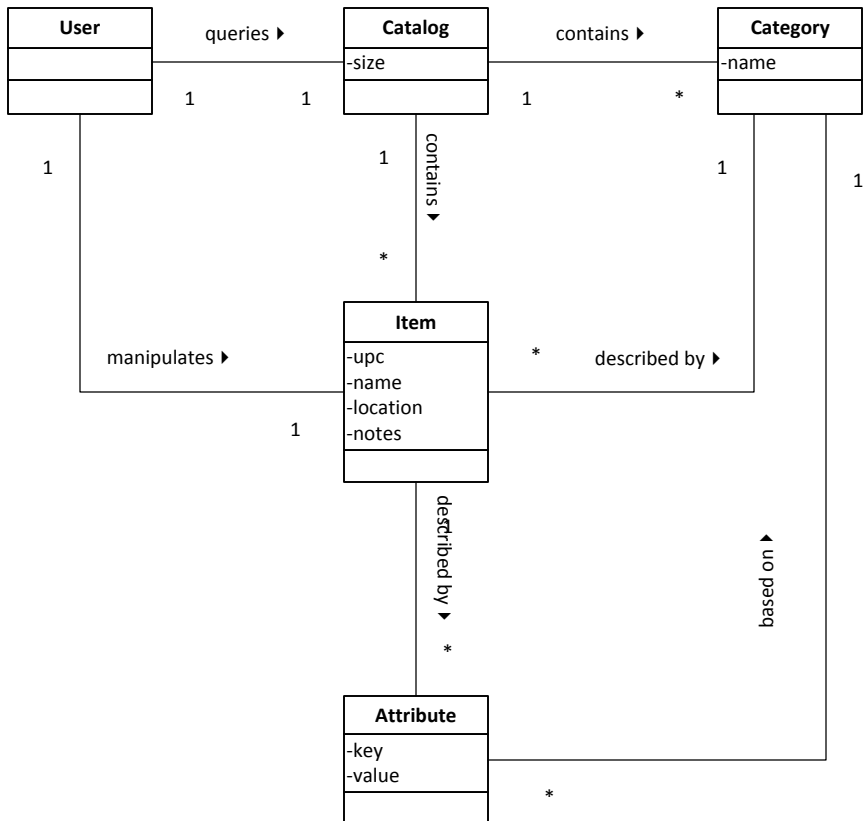 User
queries ▶
Catalog
contains ▶
Category
-size
-name
1
1
1
*
1
1
contains ▶
1
1
*
Item
manipulates ▶
-upc
-name
-location
-notes
*
described by ▶
1
described by ▶
1
based on ▶
*
Attribute
-key
-value
*